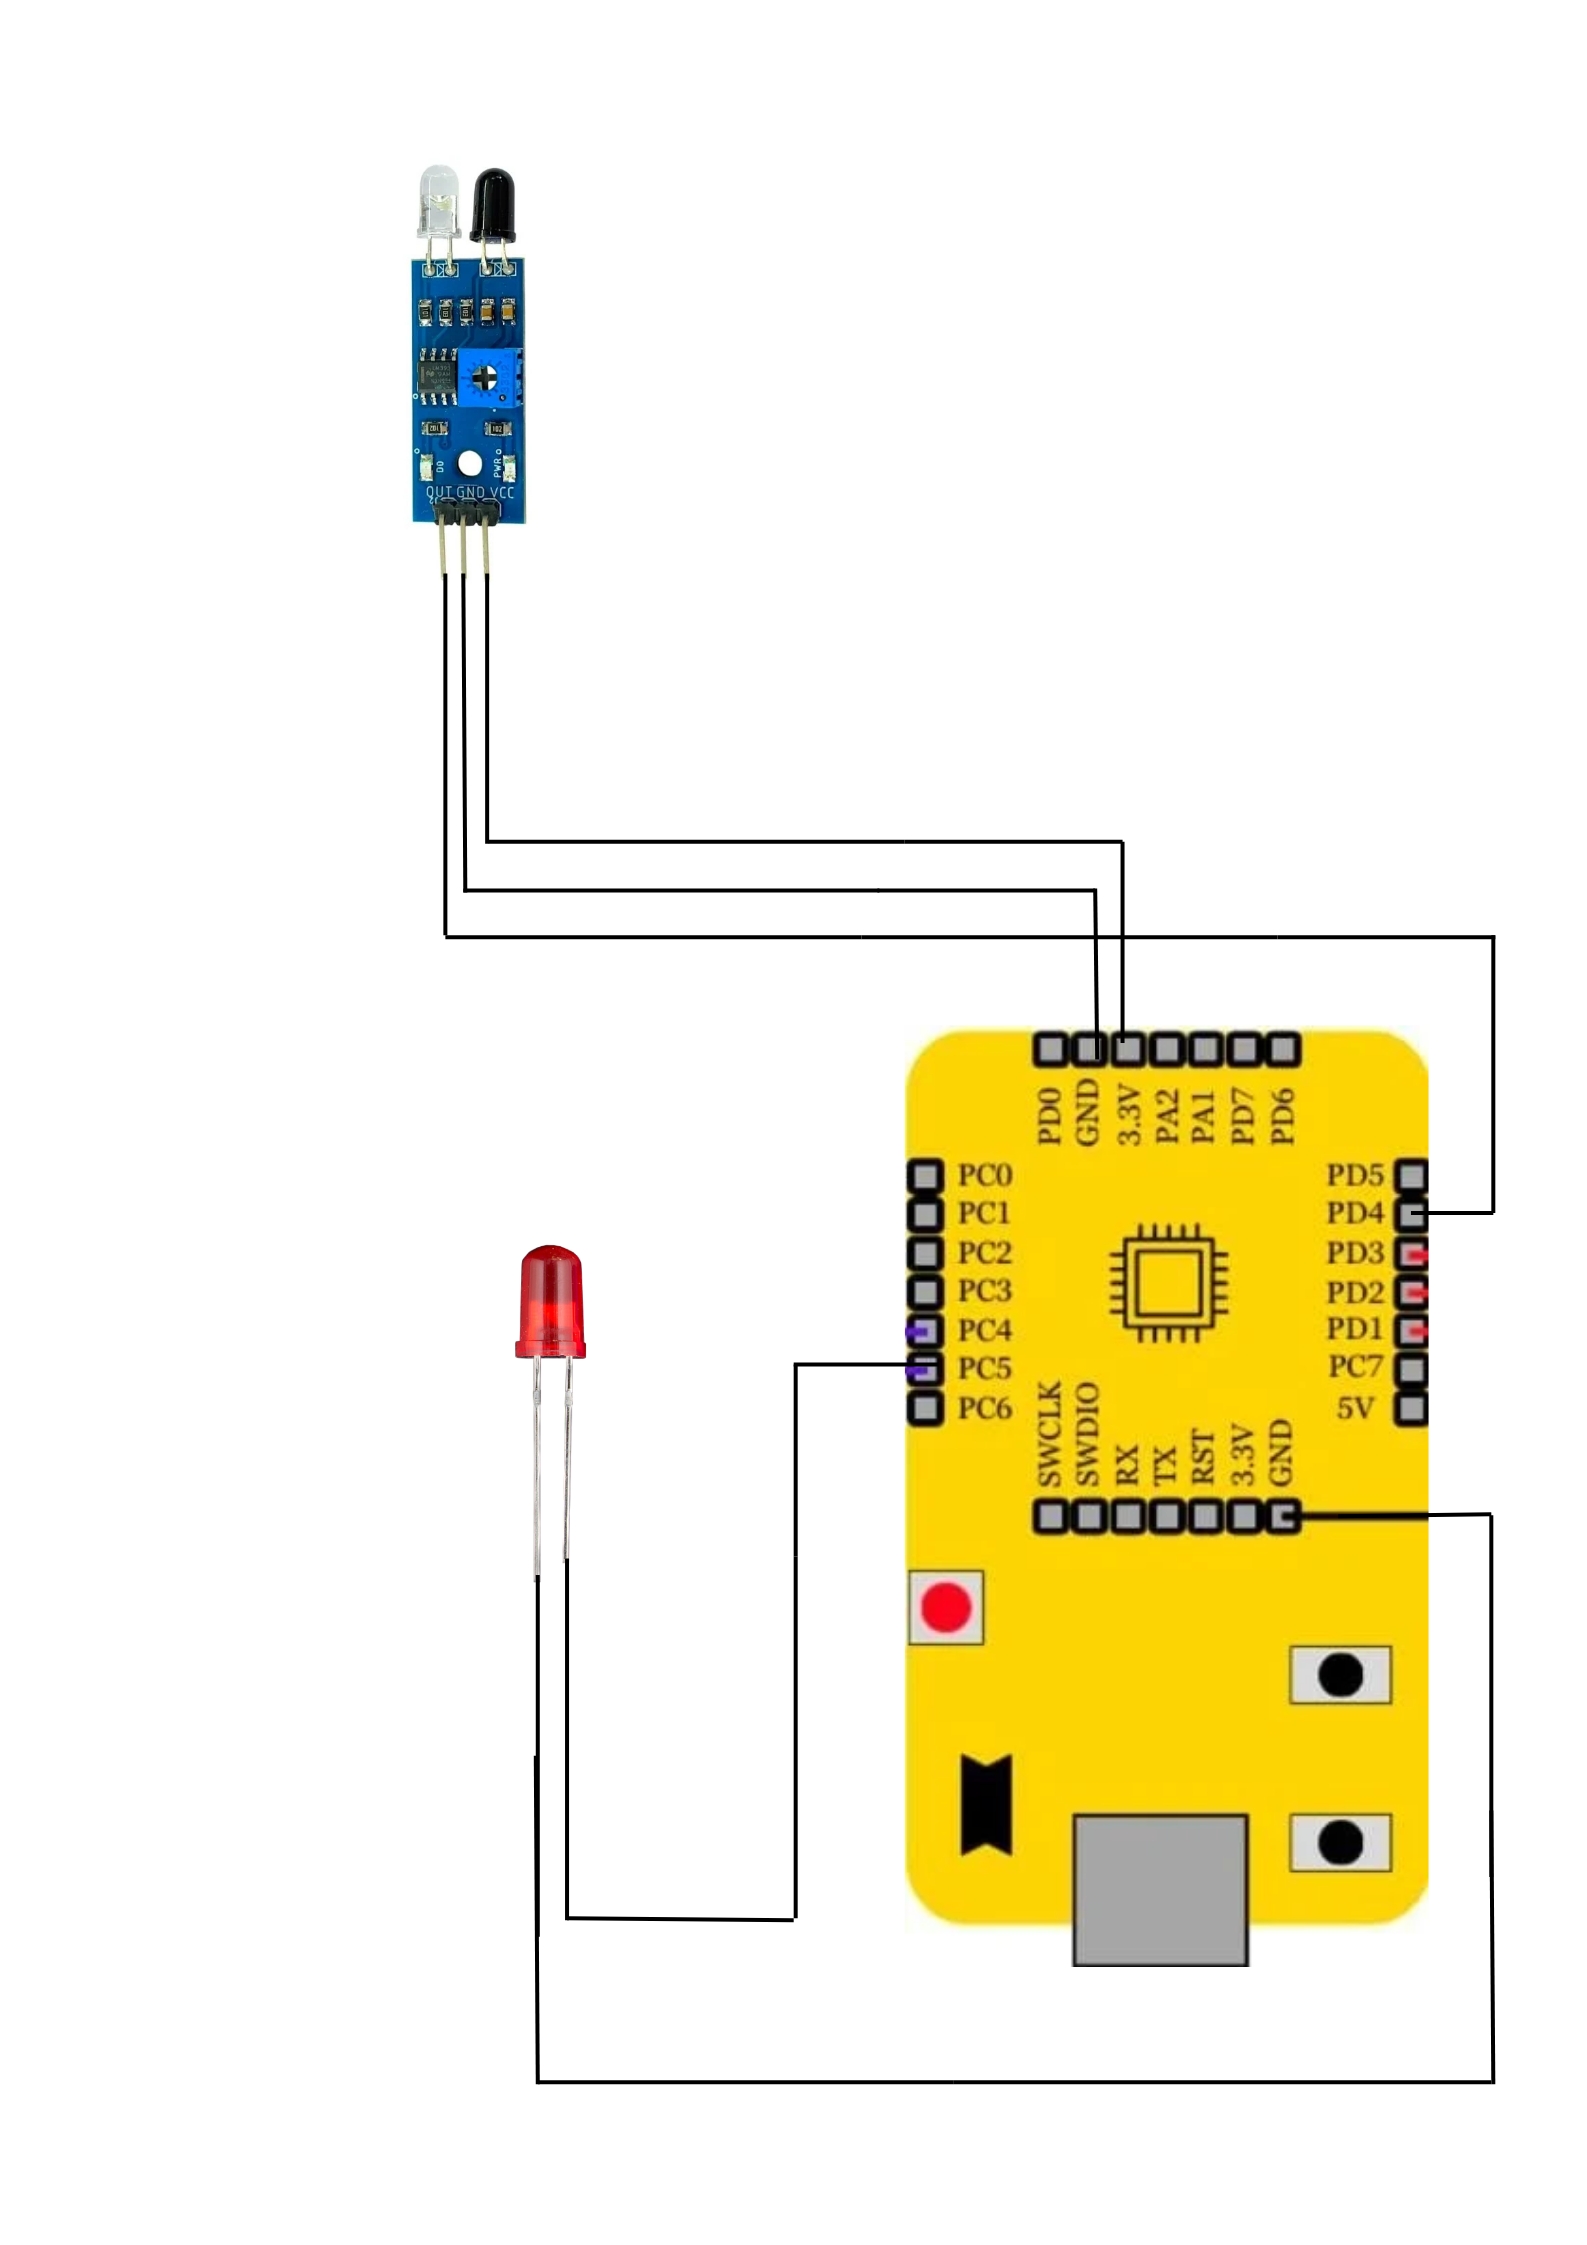 D0
PWR
OUT GND VCC
102
PD0
GND
3.3V
PA2
PA1
PD7
PD6
PC0
PC1
PC2
PC3
PC4
PC5
PC6
PD5
PD4
PD3
PD2
PD1
PC7
5V
SWCLK
SWDIO
RX
TX
RST
3.3V
GND